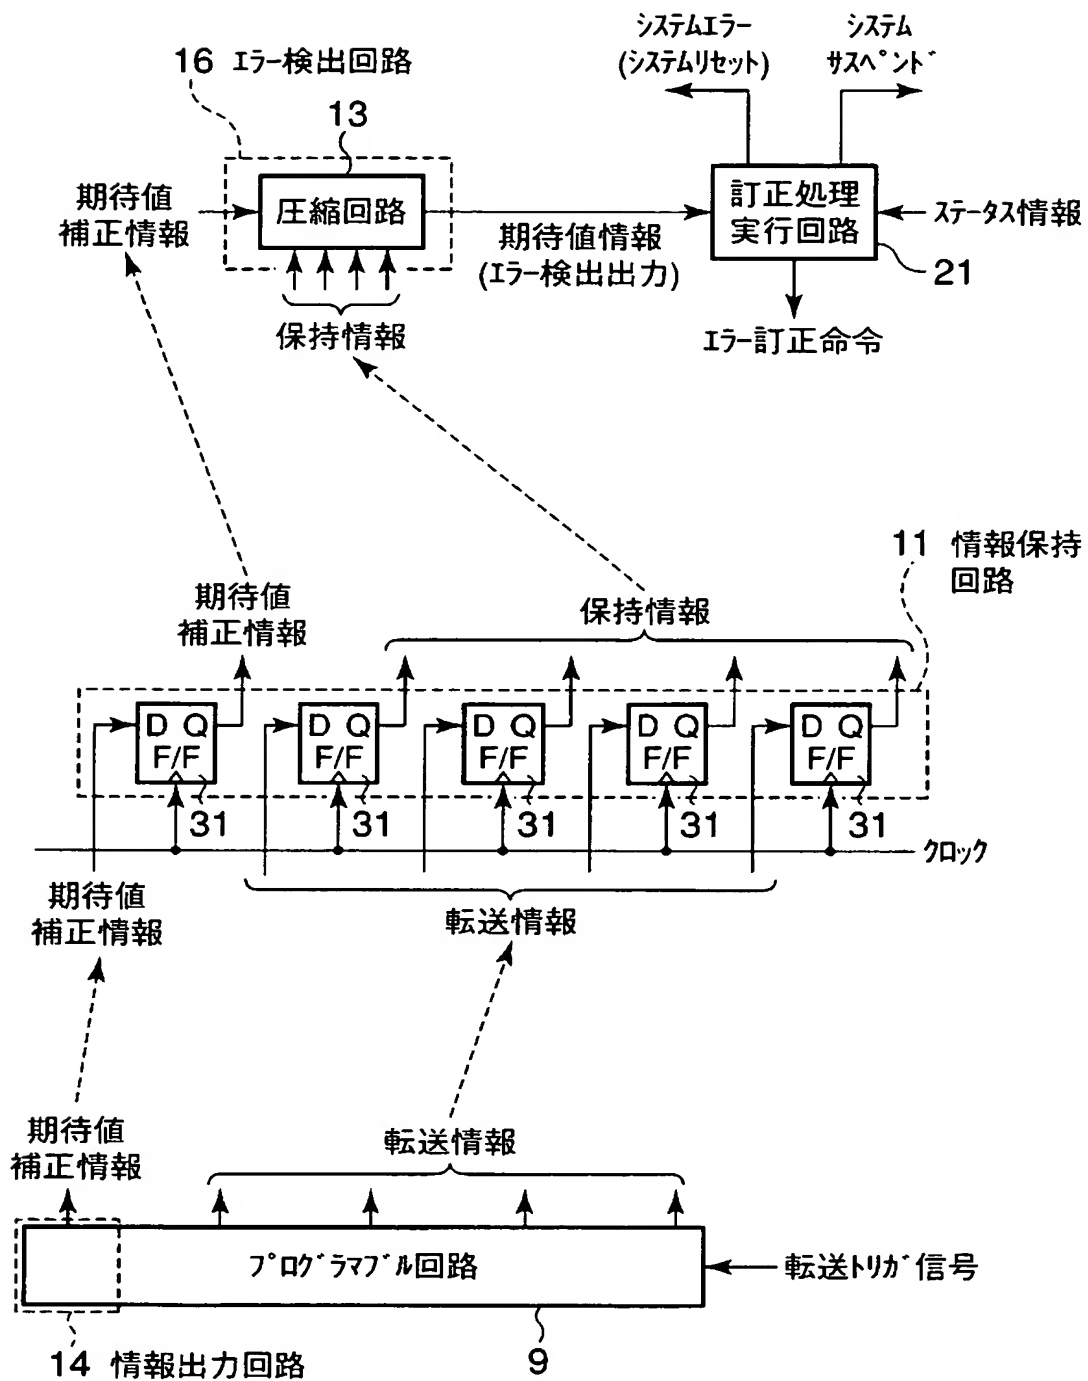 システムエラー
(システムリセット)
システム
サスペンド
16 エラー検出回路
13
期待値
補正情報
圧縮回路
期待値情報
(エラー検出出力)
訂正処理
実行回路
ステータス情報
21
保持情報
エラー訂正命令
11 情報保持
回路
期待値
補正情報
保持情報
D Q
F/F
D Q
F/F
D Q
F/F
D Q
F/F
D Q
F/F
31
31
31
31
31
クロック
期待値
補正情報
転送情報
期待値
補正情報
転送情報
プログラマブル回路
転送トリガ信号
14 情報出力回路
9